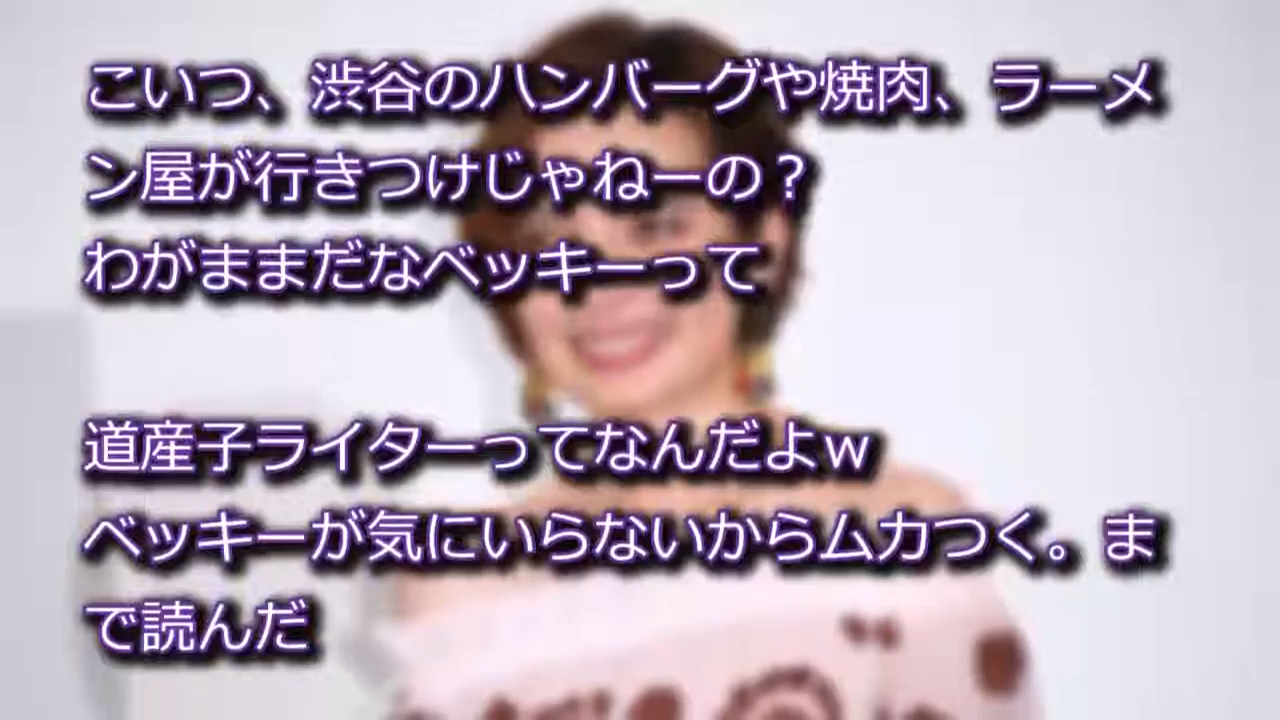 こいつ、渋谷のハンバーグや焼肉、ラーメ
ン屋が行きつけじゃねーの？
わがままだなベッキーって
道産子ライターってなんだよw
ベッキーが気にいらないからムカつく。ま
で読んだ